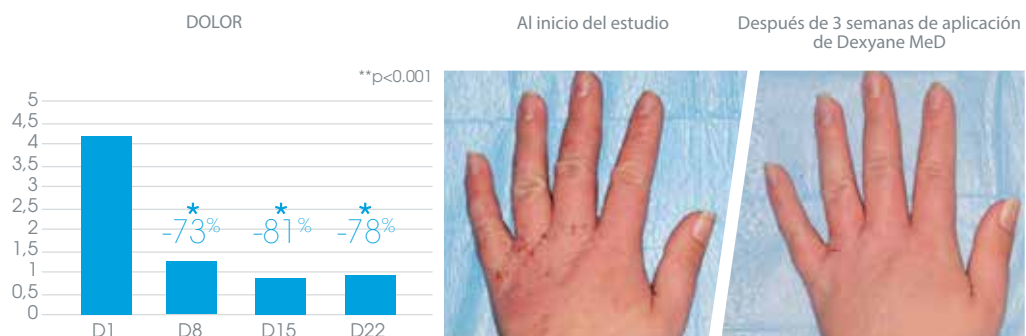 DOLOR
**p<0.001
5
4,5
4
3,5
3
2,5
2
1,5
1
0,5
0
*
-73%
*
-81%
*
-78%
D1 D8 D15 D22
Al inicio del estudio
Después de 3 semanas de aplicación
de Dexyane MeD